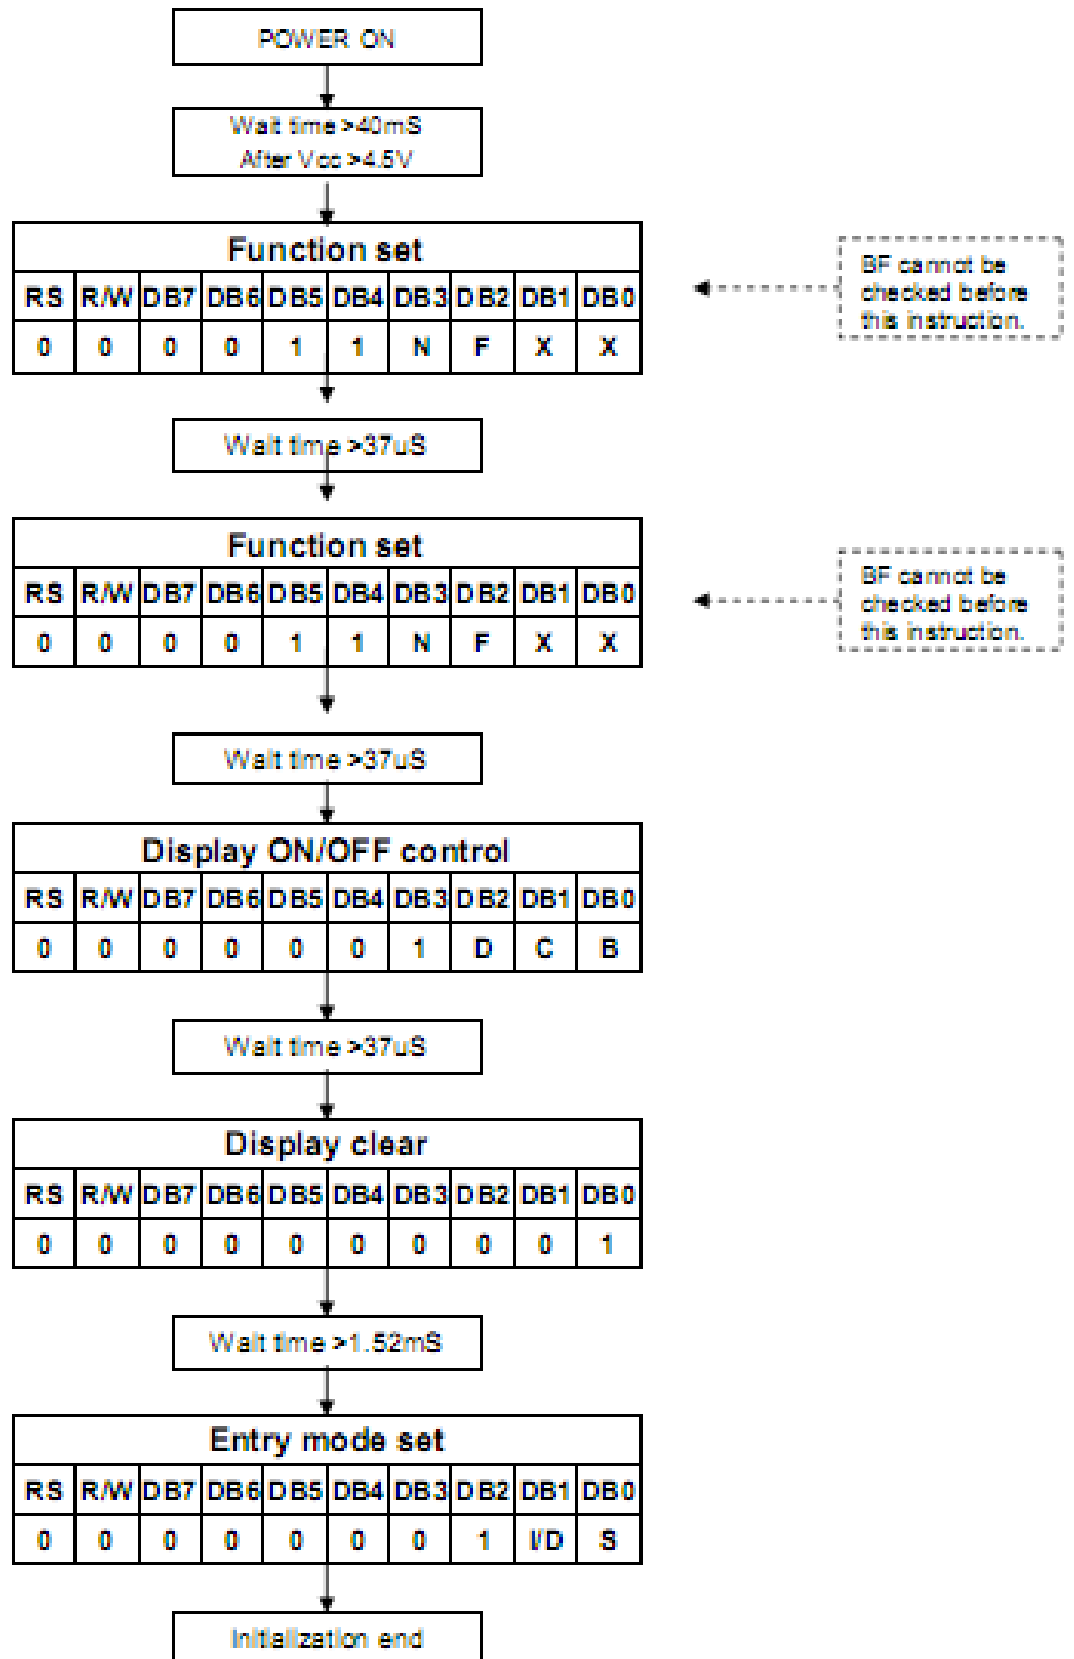 POWER ON
Wait time >40mS
After Vcc >4.5V
Function set
RS R/W DB7 DB6 DB5 DB4 DB3 DB2 DB1 DB0
0 0 0 0 1 1 N F X X
BF cannot be
checked before
this instruction.
Wait time >37uS
Function set
RS R/W DB7 DB6 DB5 DB4 DB3 DB2 DB1 DB0
0 0 0 0 1 1 N F X X
BF cannot be
checked before
this instruction.
Wait time >37uS
Display ON/OFF control
RS R/W DB7 DB6 DB5 DB4 DB3 DB2 DB1 DB0
0 0 0 0 0 0 1 D C B
Wait time >37uS
Display clear
RS R/W DB7 DB6 DB5 DB4 DB3 DB2 DB1 DB0
0 0 0 0 0 0 0 0 0 1
Wait time >1.52mS
Entry mode set
RS R/W DB7 DB6 DB5 DB4 DB3 DB2 DB1 DB0
0 0 0 0 0 0 0 1 I/D S
Initialization end